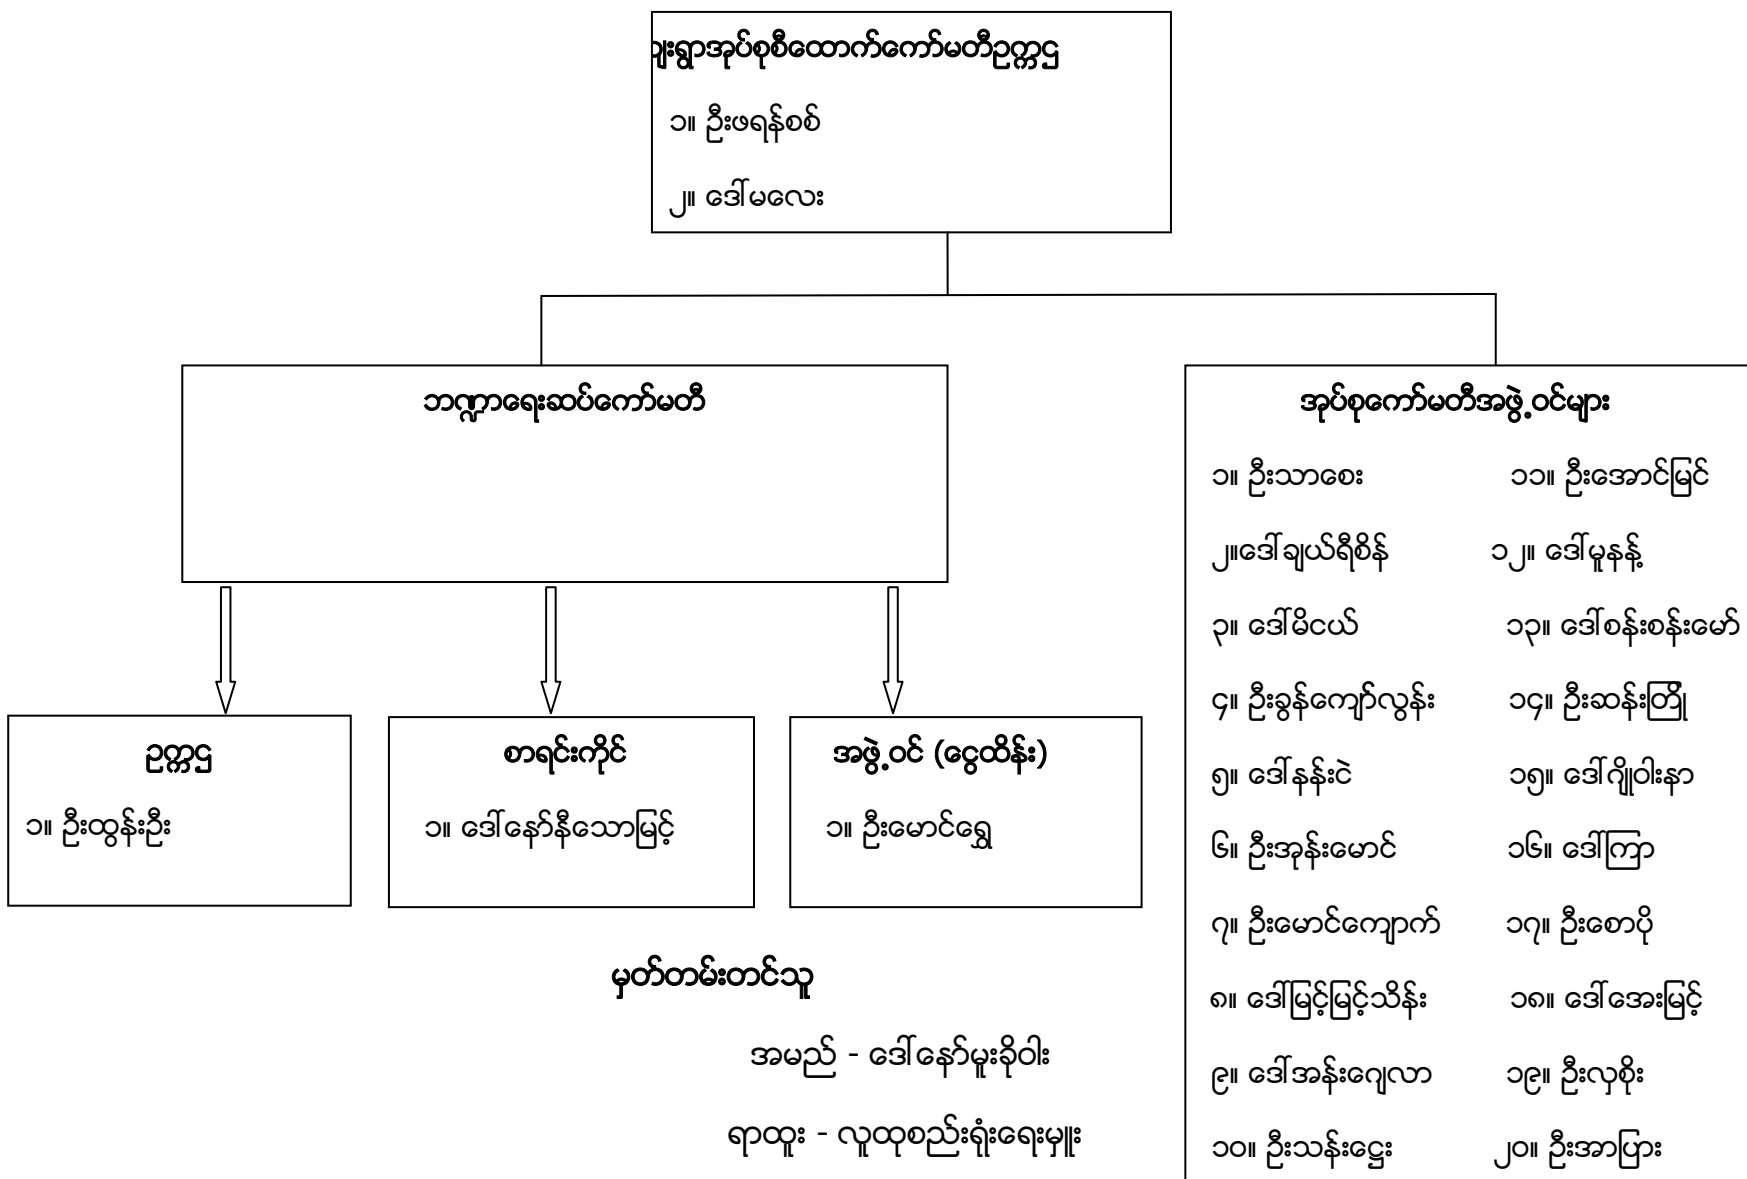 ျးရွာအုပ်စုစီထောက်ကော်မတီဥက္ကဌ
၁။ ဦးဖရန်စစ်
၂။ ဒေါ်မလေး
ဘဏ္ဍာရေးဆပ်ကော်မတီ
ဥက္ကဌ
၁။ ဦးထွန်းဦး
စာရင်းကိုင်
၁။ ဒေါ်နော်နီသောမြင့်
အဖွဲ့ဝင် (ငွေထိန်း)
၁။ ဦးမောင်ရွှေ
မှတ်တမ်းတင်သူ
အမည် - ဒေါ်နော်မူးခိုဝါး
ရာထူး - လူထုစည်းရုံးရေးမှူး
အုပ်စုကော်မတီအဖွဲ့ဝင်များ
၁။ ဦးသာစေး ၁၁။ ဦးအောင်မြင်
၂။ဒေါ်ချယ်ရီစိန် ၁၂။ ဒေါ်မူနန့်
၃။ ဒေါ်မိငယ် ၁၃။ ဒေါ်စန်းစန်းမော်
၄။ ဦးခွန်ကျော်လွန်း ၁၄။ ဦးဆန်းတြို
၅။ ဒေါ်နန်းငဲ ၁၅။ ဒေါ်ဂျိုဝါးနာ
၆။ ဦးအုန်းမောင် ၁၆။ ဒေါ်ကြာ
၇။ ဦးမောင်ကျောက် ၁၇။ ဦးစောပို
၈။ ဒေါ်မြင့်မြင့်သိန်း ၁၈။ ဒေါ်အေးမြင့်
၉။ ဒေါ်အန်းဂျေလာ ၁၉။ ဦးလှစိုး
၁၀။ ဦးသန်းဋ္ဌေး ၂၀။ ဦးအာပြား